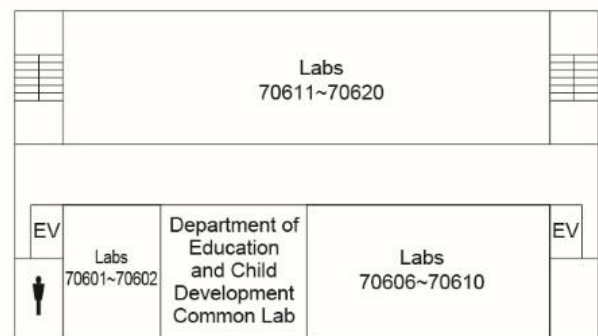 Labs
70611~70620
EV
Labs
70601~70602
Department of
Education
and Child
Development
Common Lab
Labs
70606~70610
EV